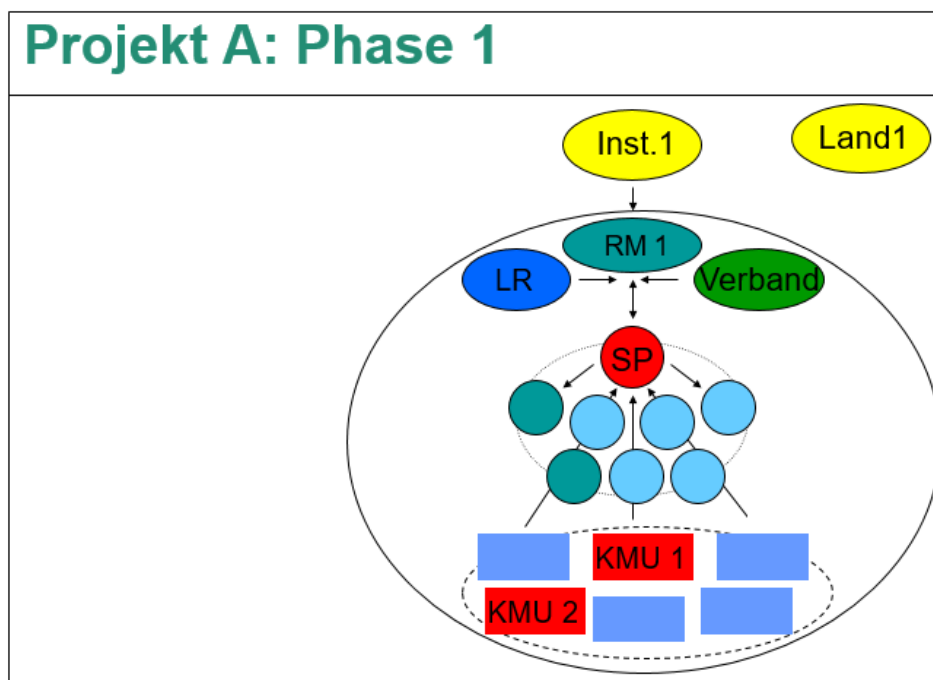 Projekt A: Phase 1
Inst.1
Land1
RM 1
LR
Verband
SP
KMU 1
KMU 2